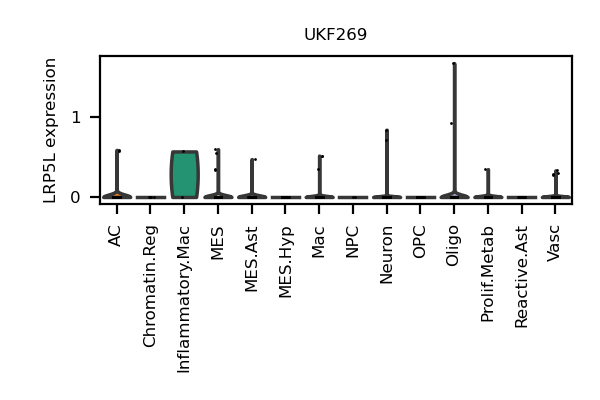 UKF269
LRP5L expression
1
0
AC
Chromatin.Reg
Inflammatory.Mac
MES
MES.Ast
MES.Hyp
Mac
NPC
Neuron
OPC
Oligo
Prolif.Metab
Reactive.Ast
Vasc